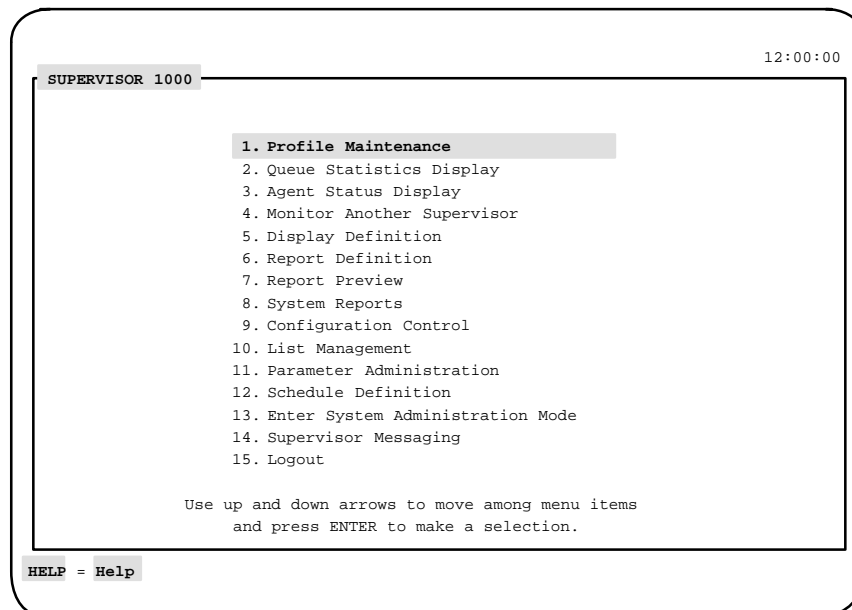 12:00:00
SUPERVISOR 1000
1. Profile Maintenance
2. Queue Statistics Display
3. Agent Status Display
4. Monitor Another Supervisor
5. Display Definition
6. Report Definition
7. Report Preview
8. System Reports
9. Configuration Control
10. List Management
11. Parameter Administration
12. Schedule Definition
13. Enter System Administration Mode
14. Supervisor Messaging
15. Logout
Use up and down arrows to move among menu items
and press ENTER to make a selection.
HELP = Help